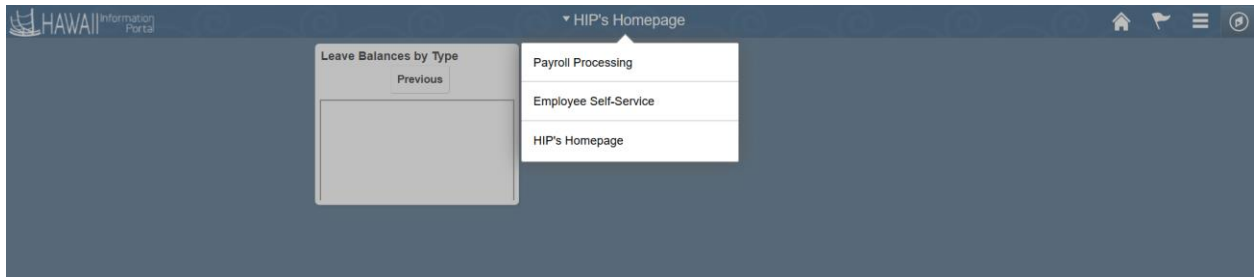 HAWAII Information
Portal
▾ HIP's Homepage
Leave Balances by Type
Previous
Payroll Processing
Employee Self-Service
HIP's Homepage